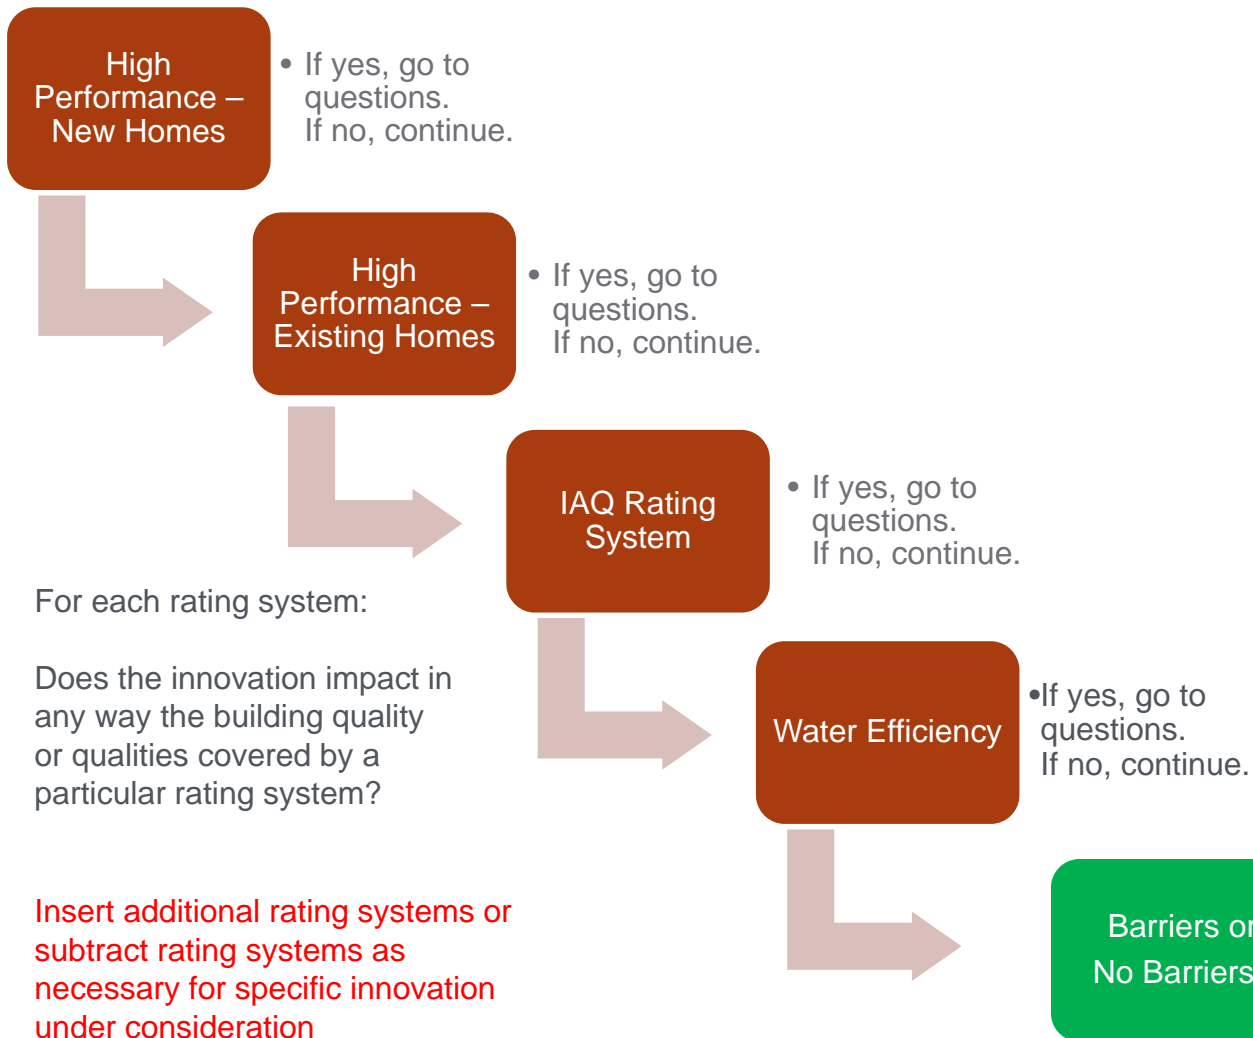 High
Performance –
New Homes
• If yes, go to
questions.
If no, continue.
High
Performance –
Existing Homes
• If yes, go to
questions.
If no, continue.
IAQ Rating
System
• If yes, go to
questions.
If no, continue.
For each rating system:
Does the innovation impact in
any way the building quality
or qualities covered by a
particular rating system?
Water Efficiency
•If yes, go to
questions.
If no, continue.
Insert additional rating systems or
subtract rating systems as
necessary for specific innovation
under consideration
Barriers or
No Barriers